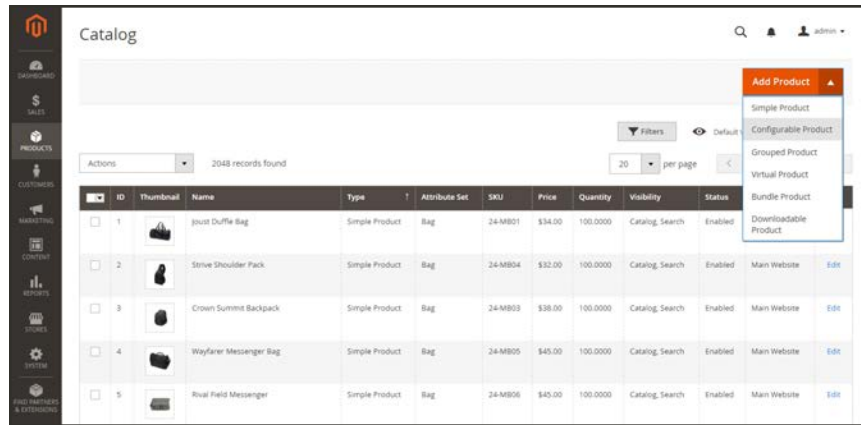 Catalog
admin
DASHBOARD
SALES
PRODUCTS
CUSTOMERS
MARKETING
CONTENT
REPORTS
STORES
SYSTEM
FIND PARTNERS
& EXTENSIONS
Add Product
Simple Product
Configurable Product
Grouped Product
Virtual Product
Bundle Product
Downloadable
Product
Filters
Default
Actions
2048 records found
20 per page
ID Thumbnail Name Type ↑ Attribute Set SKU Price Quantity Visibility Status
1 Joust Duffle Bag Simple Product Bag 24-MB01 $34.00 100.0000 Catalog, Search Enabled
2 Strive Shoulder Pack Simple Product Bag 24-MB04 $32.00 100.0000 Catalog, Search Enabled Main Website Edit
3 Crown Summit Backpack Simple Product Bag 24-MB03 $38.00 100.0000 Catalog, Search Enabled Main Website Edit
4 Wayfarer Messenger Bag Simple Product Bag 24-MB05 $45.00 100.0000 Catalog, Search Enabled Main Website Edit
5 Rival Field Messenger Simple Product Bag 24-MB06 $45.00 100.0000 Catalog, Search Enabled Main Website Edit